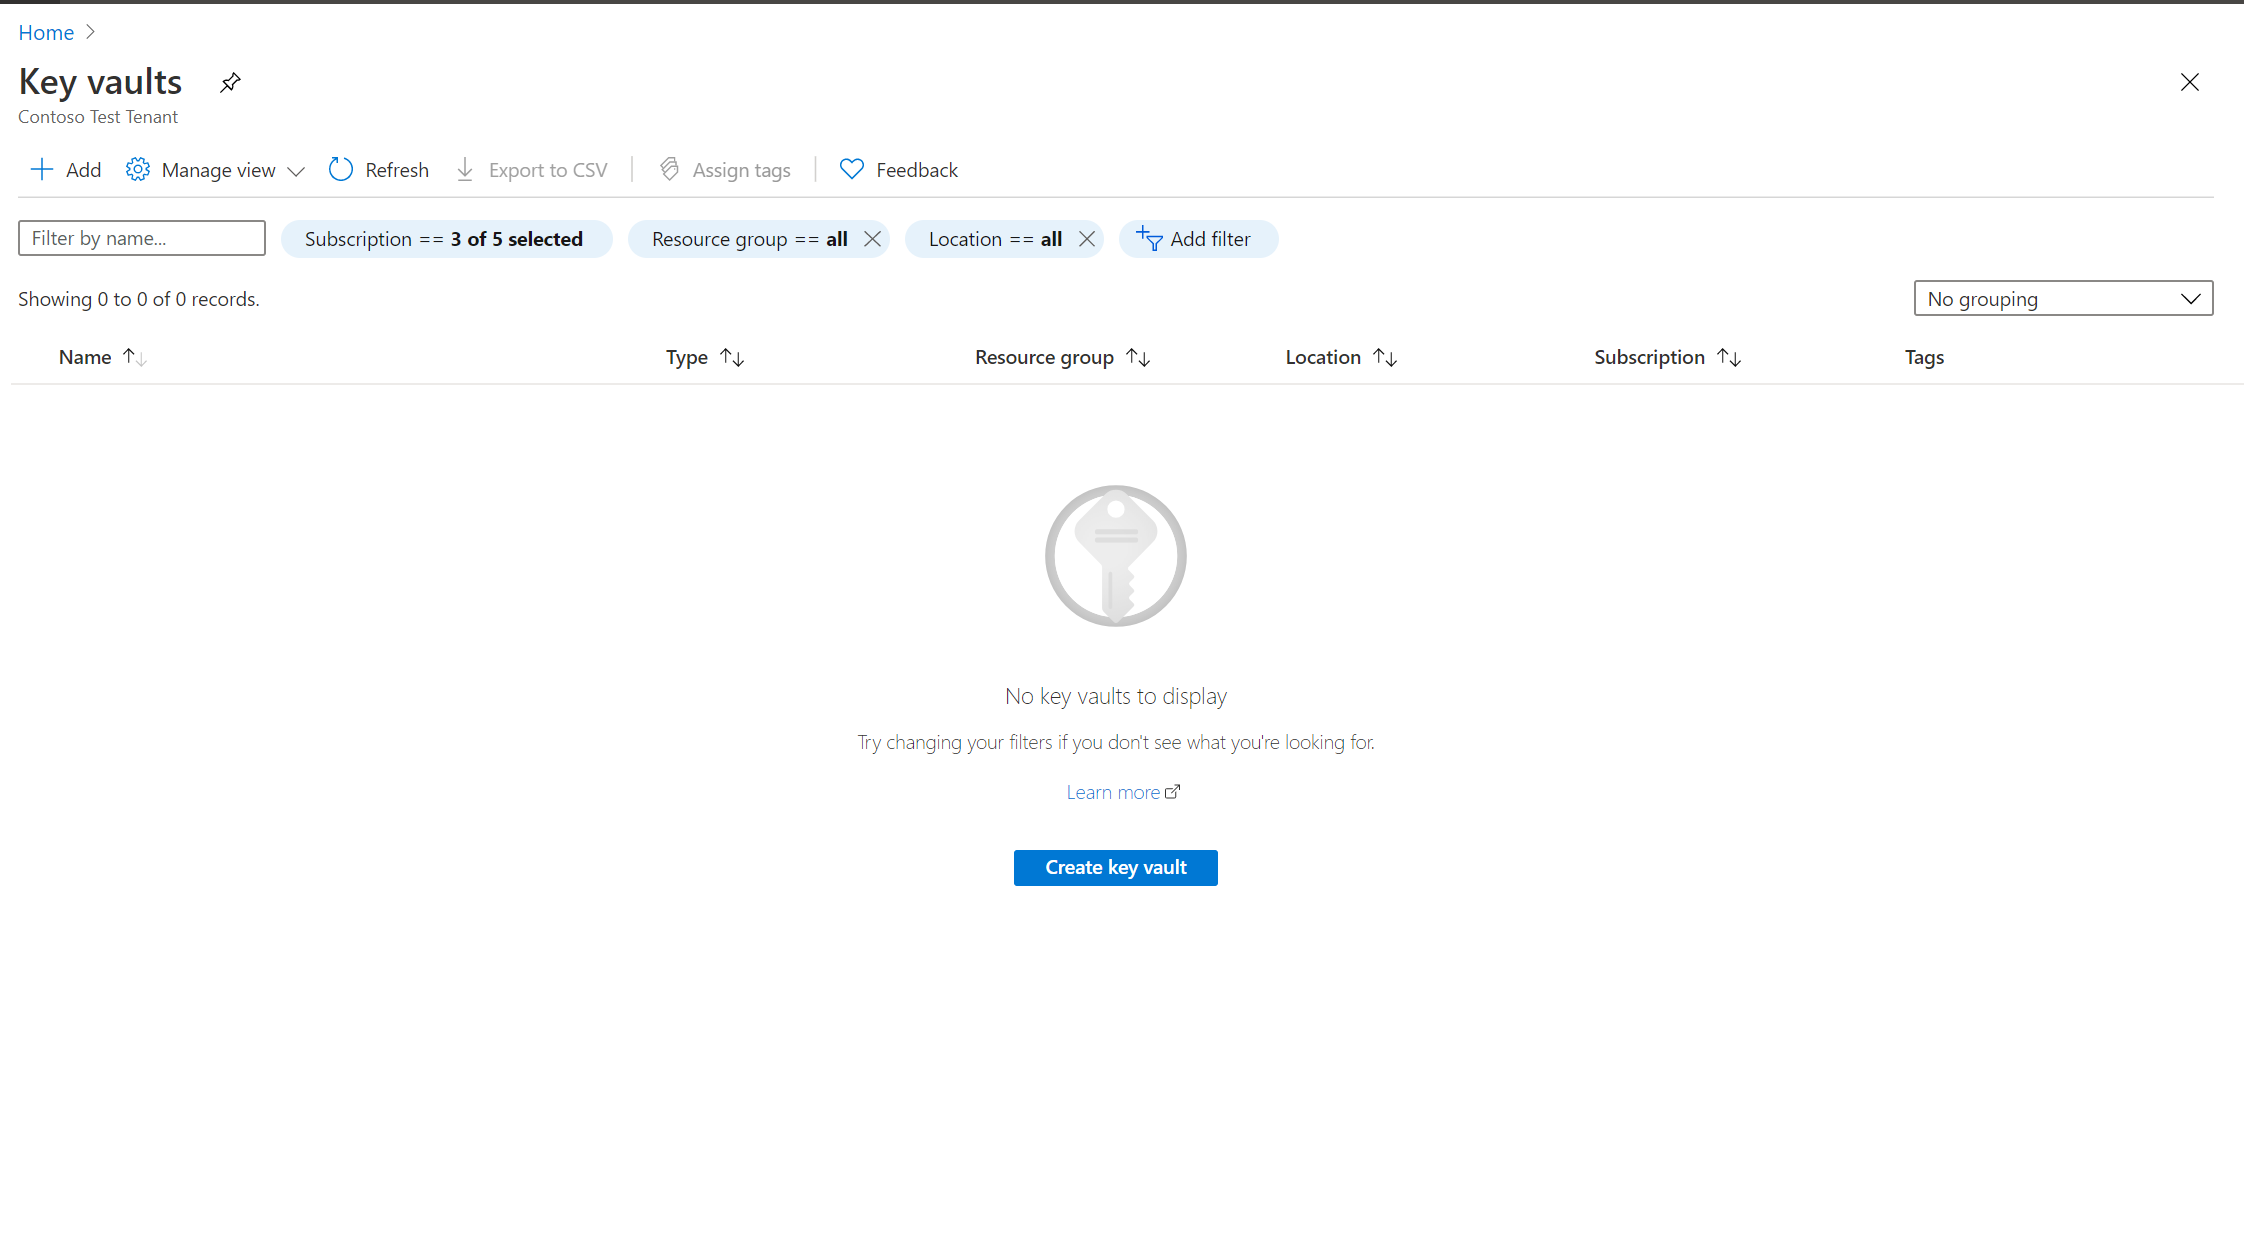 Home
Key vaults
Contoso Test Tenant
Add Manage view Refresh Export to CSV Assign tags Feedback
Filter by name... Subscription == 3 of 5 selected Resource group == all Location == all Add filter
Showing 0 to 0 of 0 records. No grouping
Name Type Resource group Location Subscription Tags
No key vaults to display
Try changing your filters if you don't see what you're looking for.
Learn more
Create key vault